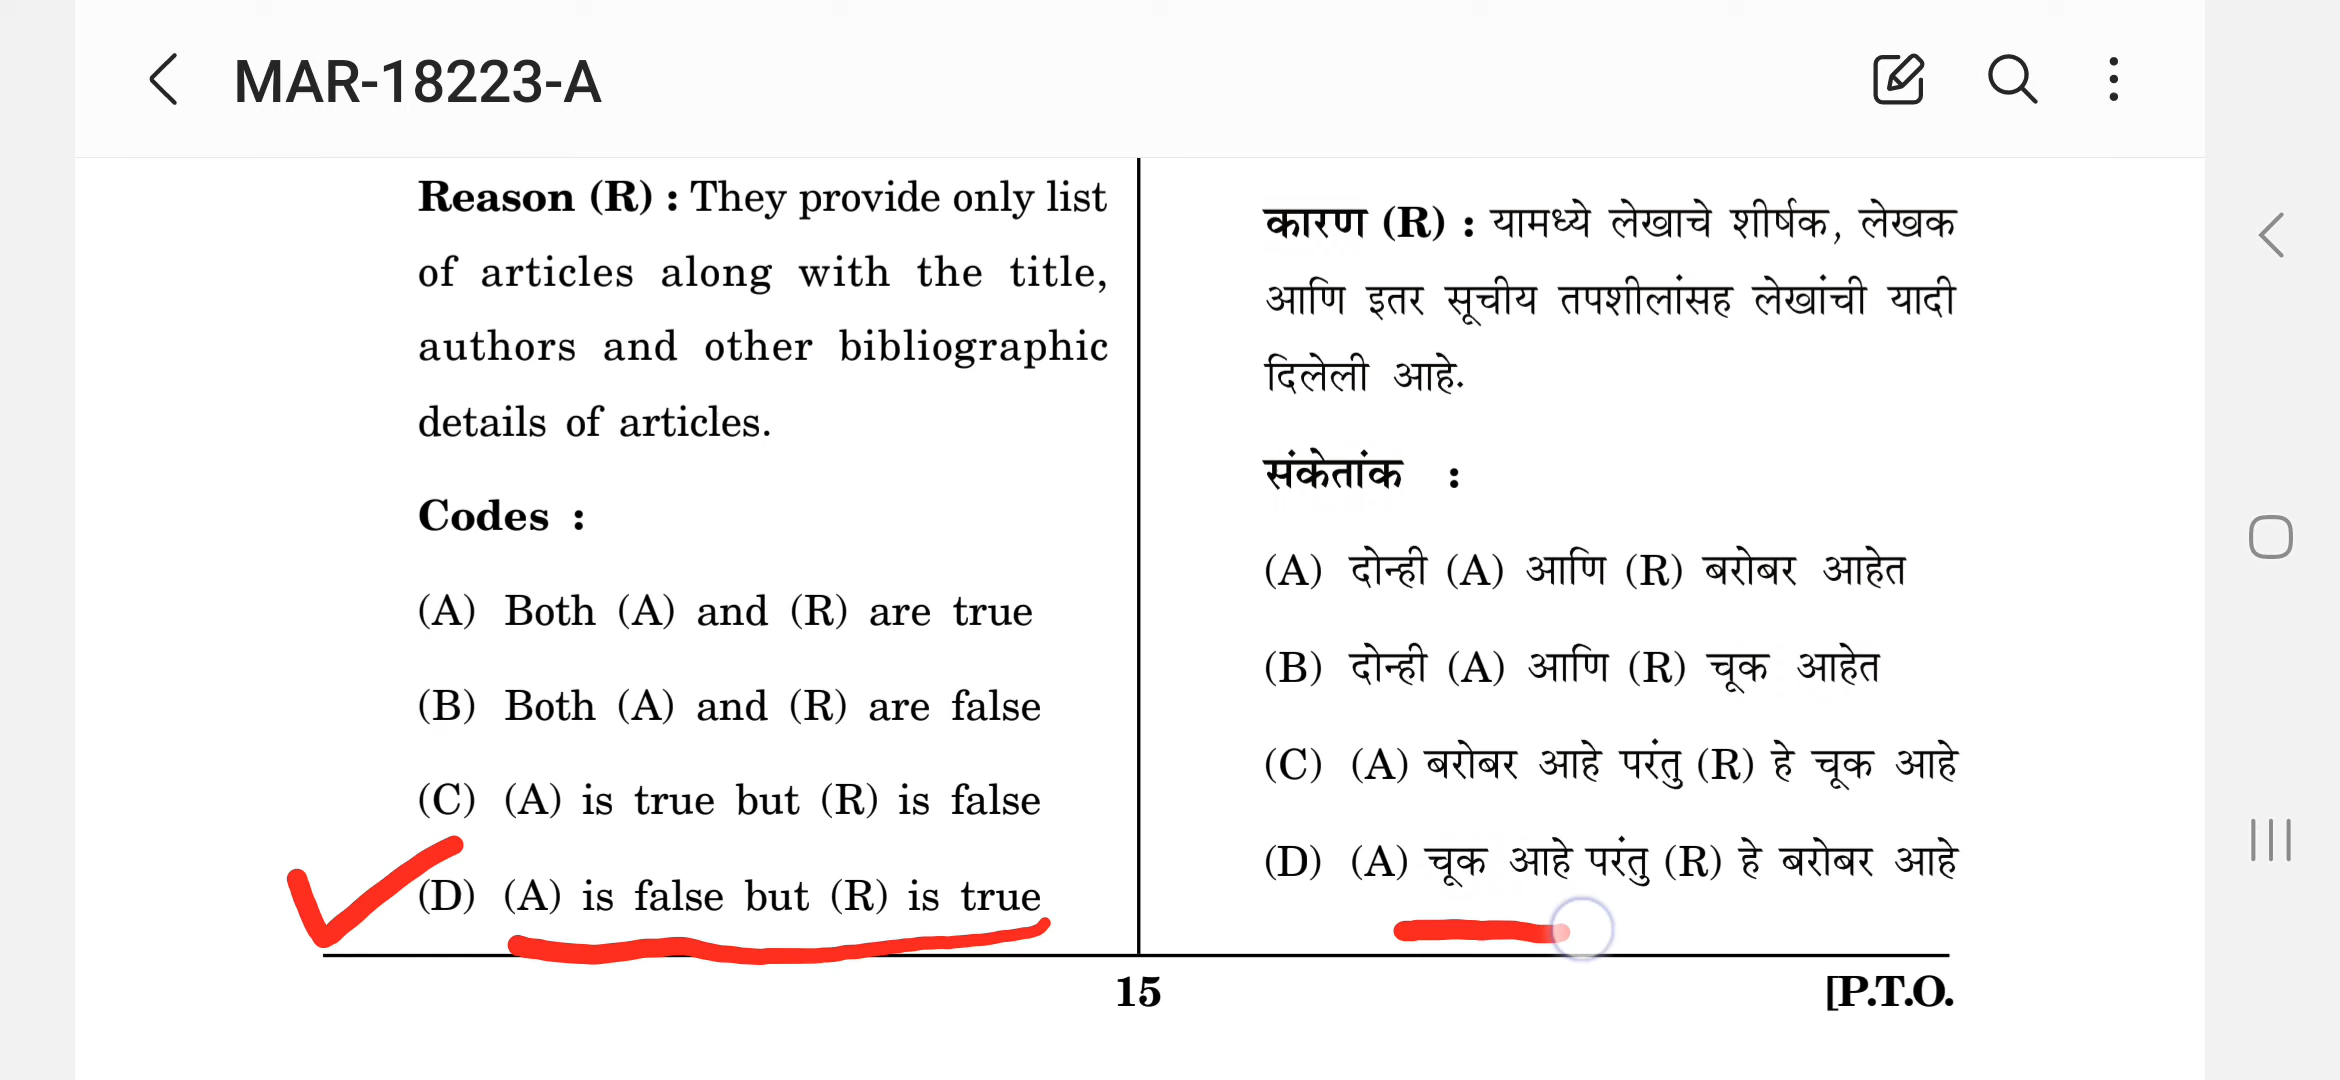 MAR-18223-A
Reason (R) : They provide only list
of articles along with the title,
authors and other bibliographic
details of articles.
Codes :
(A) Both (A) and (R) are true
(B) Both (A) and (R) are false
(C) (A) is true but (R) is false
(D) (A) is false but (R) is true
कारण (R) : यामध्ये लेखाचे शीर्षक, लेखक
आणि इतर सूचीय तपशीलांसह लेखांची यादी
दिलेली आहे.
संकेतांक :
(A) दोन्ही (A) आणि (R) बरोबर आहेत
(B) दोन्ही (A) आणि (R) चूक आहेत
(C) (A) बरोबर आहे परंतु (R) हे चूक आहे
(D) (A) चूक आहे परंतु (R) हे बरोबर आहे
15
[P.T.O.